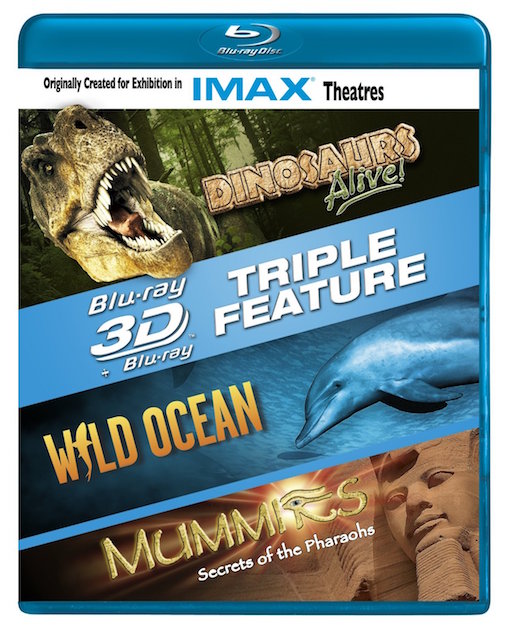 Blu-ray Disc
Originally Created for Exhibition in IMAX® Theatres
DINOSAURS
Alive!
Blu-ray
3D™
+ Blu-ray
TRIPLE
FEATURE
WILD OCEAN
MUMMIES
Secrets of the Pharaohs